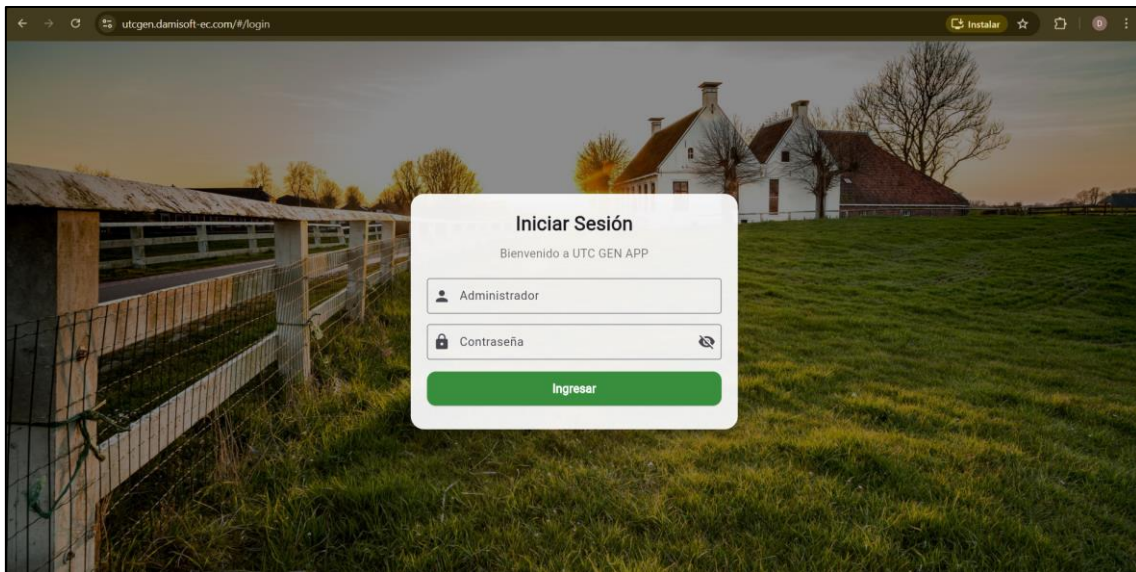 utcgen.damisoft-ec.com/#/login
Instalar
D
Iniciar Sesión
Bienvenido a UTC GEN APP
Administrador
Contraseña
Ingresar